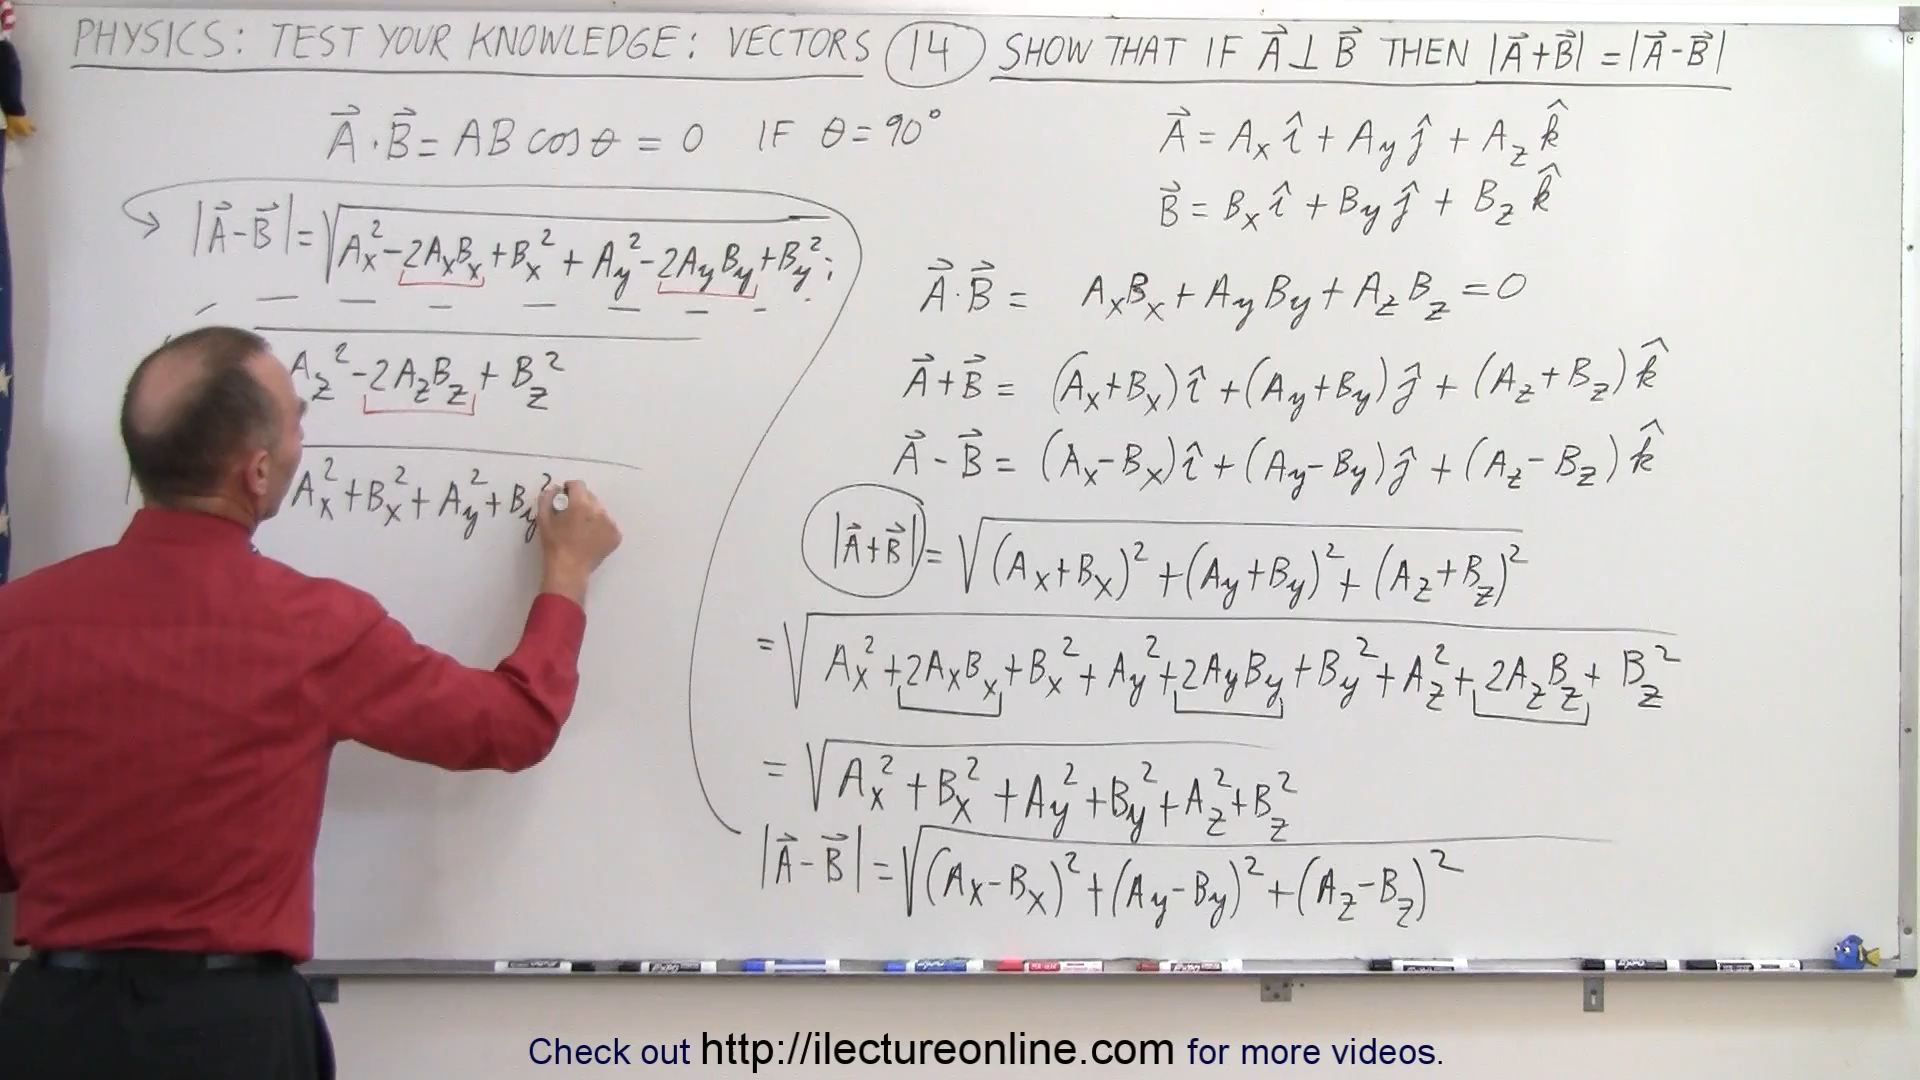 PHYSICS: TEST YOUR KNOWLEDGE: VECTORS (14) SHOW THAT IF A⃗ ⊥ B⃗ THEN |A⃗+B⃗| = |A⃗-B⃗|
A⃗ · B⃗ = AB cos θ = 0 IF θ = 90°
|A⃗-B⃗| = √(Ax² - 2AxBx + Bx² + Ay² - 2AyBy + By² +
Az² - 2AzBz + Bz²
Ax² + Bx² + Ay² + By²
A⃗ = Ax î + Ay ĵ + Az k̂
B⃗ = Bx î + By ĵ + Bz k̂
A⃗ · B⃗ = AxBx + AyBy + AzBz = 0
A⃗ + B⃗ = (Ax+Bx) î + (Ay+By) ĵ + (Az+Bz) k̂
A⃗ - B⃗ = (Ax-Bx) î + (Ay-By) ĵ + (Az-Bz) k̂
|A⃗+B⃗| = √((Ax+Bx)² + (Ay+By)² + (Az+Bz)²)
= √(Ax² + 2AxBx + Bx² + Ay² + 2AyBy + By² + Az² + 2AzBz + Bz²)
= √(Ax² + Bx² + Ay² + By² + Az² + Bz²)
|A⃗-B⃗| = √((Ax-Bx)² + (Ay-By)² + (Az-Bz)²)
Check out http://ilectureonline.com for more videos.